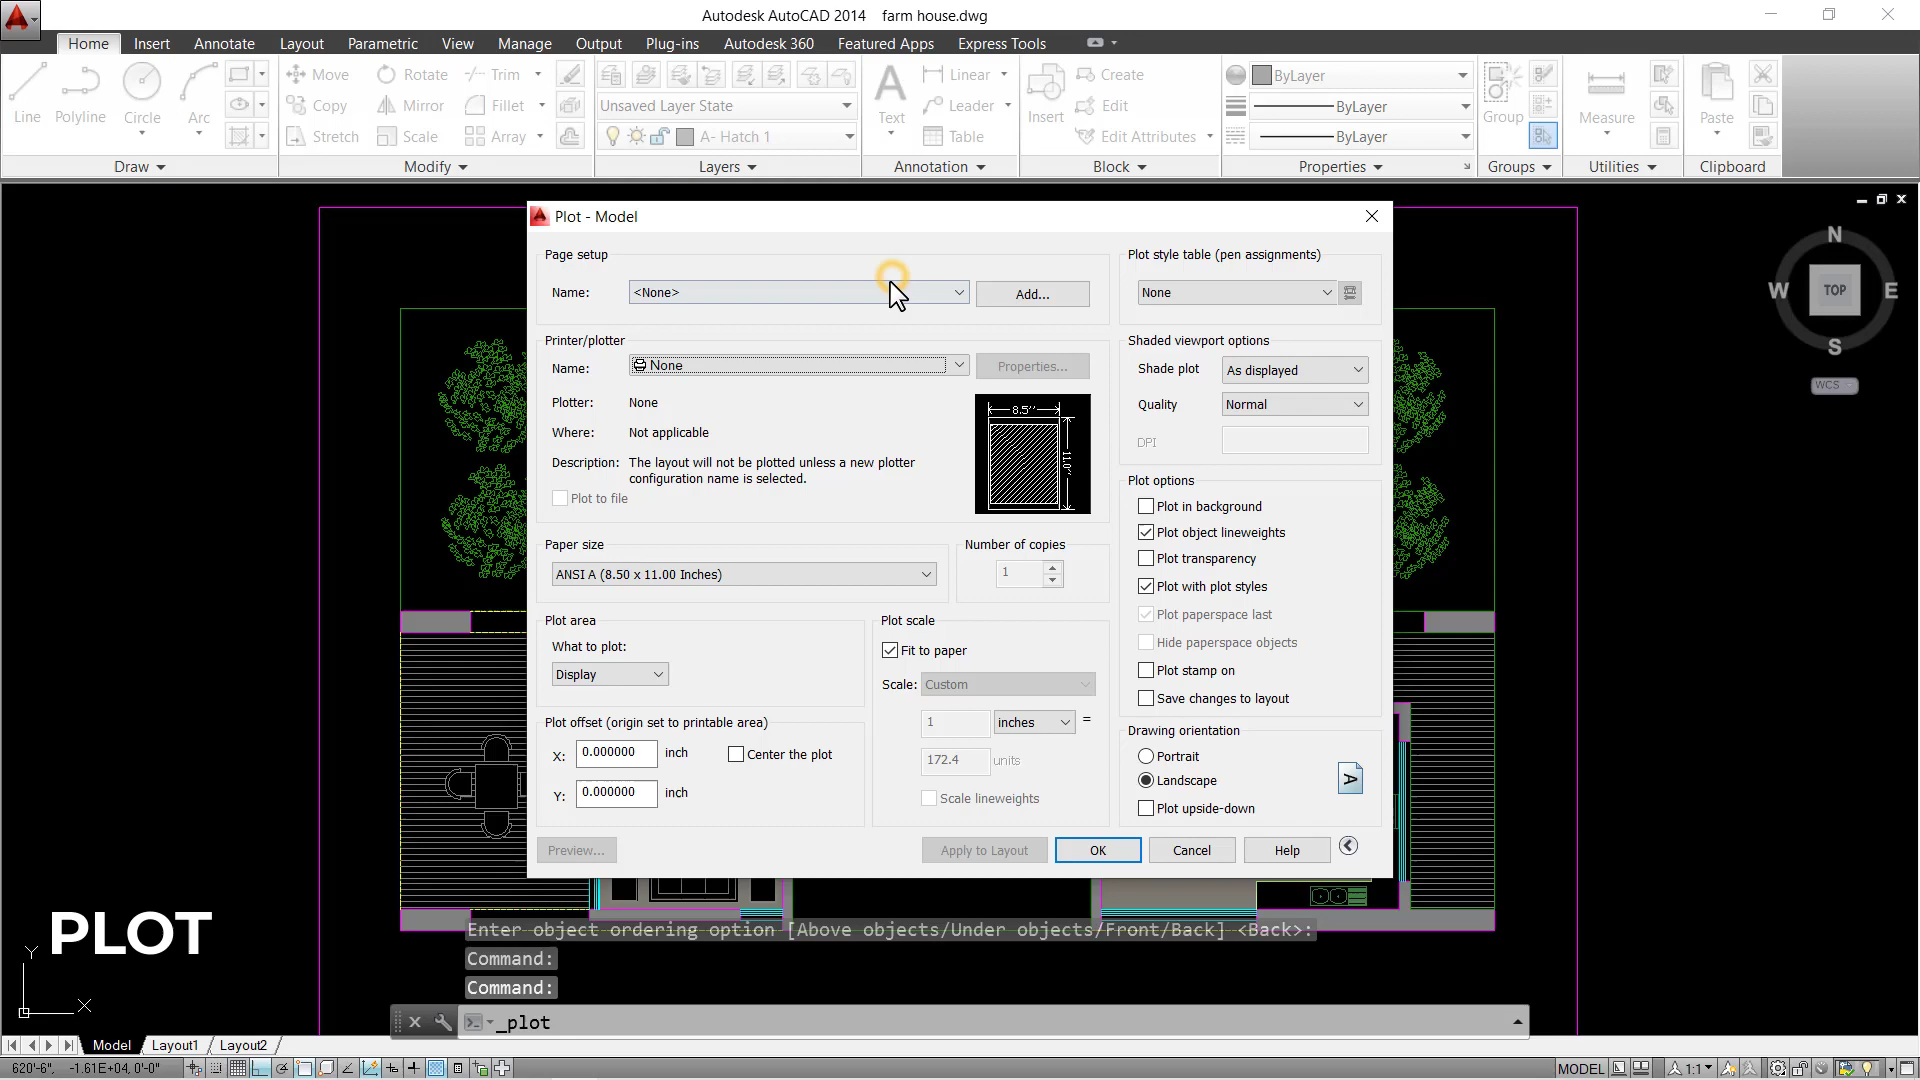 Autodesk AutoCAD 2014 farm house.dwg
Home Insert Annotate Layout Parametric View Manage Output Plug-ins Autodesk 360 Featured Apps Express Tools
Line Polyline Circle Arc
Move Rotate Trim
Copy Mirror Fillet
Stretch Scale Array
Unsaved Layer State
A- Hatch 1
Text
Linear
Leader
Table
Insert
Create
Edit
Edit Attributes
ByLayer
ByLayer
ByLayer
Group
Measure
Paste
Draw Modify Layers Annotation Block Properties Groups Utilities Clipboard
N
W TOP E
S
WCS
Plot - Model
Page setup
Name: <None> Add...
Printer/plotter
Name: None Properties...
Plotter: None
Where: Not applicable
Description: The layout will not be plotted unless a new plotter
configuration name is selected.
Plot to file
8.5''
11.0''
Paper size
ANSI A (8.50 x 11.00 Inches)
Number of copies
1
Plot area
What to plot:
Display
Plot offset (origin set to printable area)
X: 0.000000 inch Center the plot
Y: 0.000000 inch
Plot scale
Fit to paper
Scale: Custom
1 inches =
172.4 units
Scale lineweights
Plot style table (pen assignments)
None
Shaded viewport options
Shade plot As displayed
Quality Normal
DPI
Plot options
Plot in background
Plot object lineweights
Plot transparency
Plot with plot styles
Plot paperspace last
Hide paperspace objects
Plot stamp on
Save changes to layout
Drawing orientation
Portrait
Landscape
A
Plot upside-down
Preview... Apply to Layout OK Cancel Help
PLOT
Y
X
Enter object ordering option [Above objects/Under objects/Front/Back] <Back>:
Command:
Command:
_plot
Model Layout1 Layout2
620'-6", -1.61E+04, 0'-0" MODEL 1:1